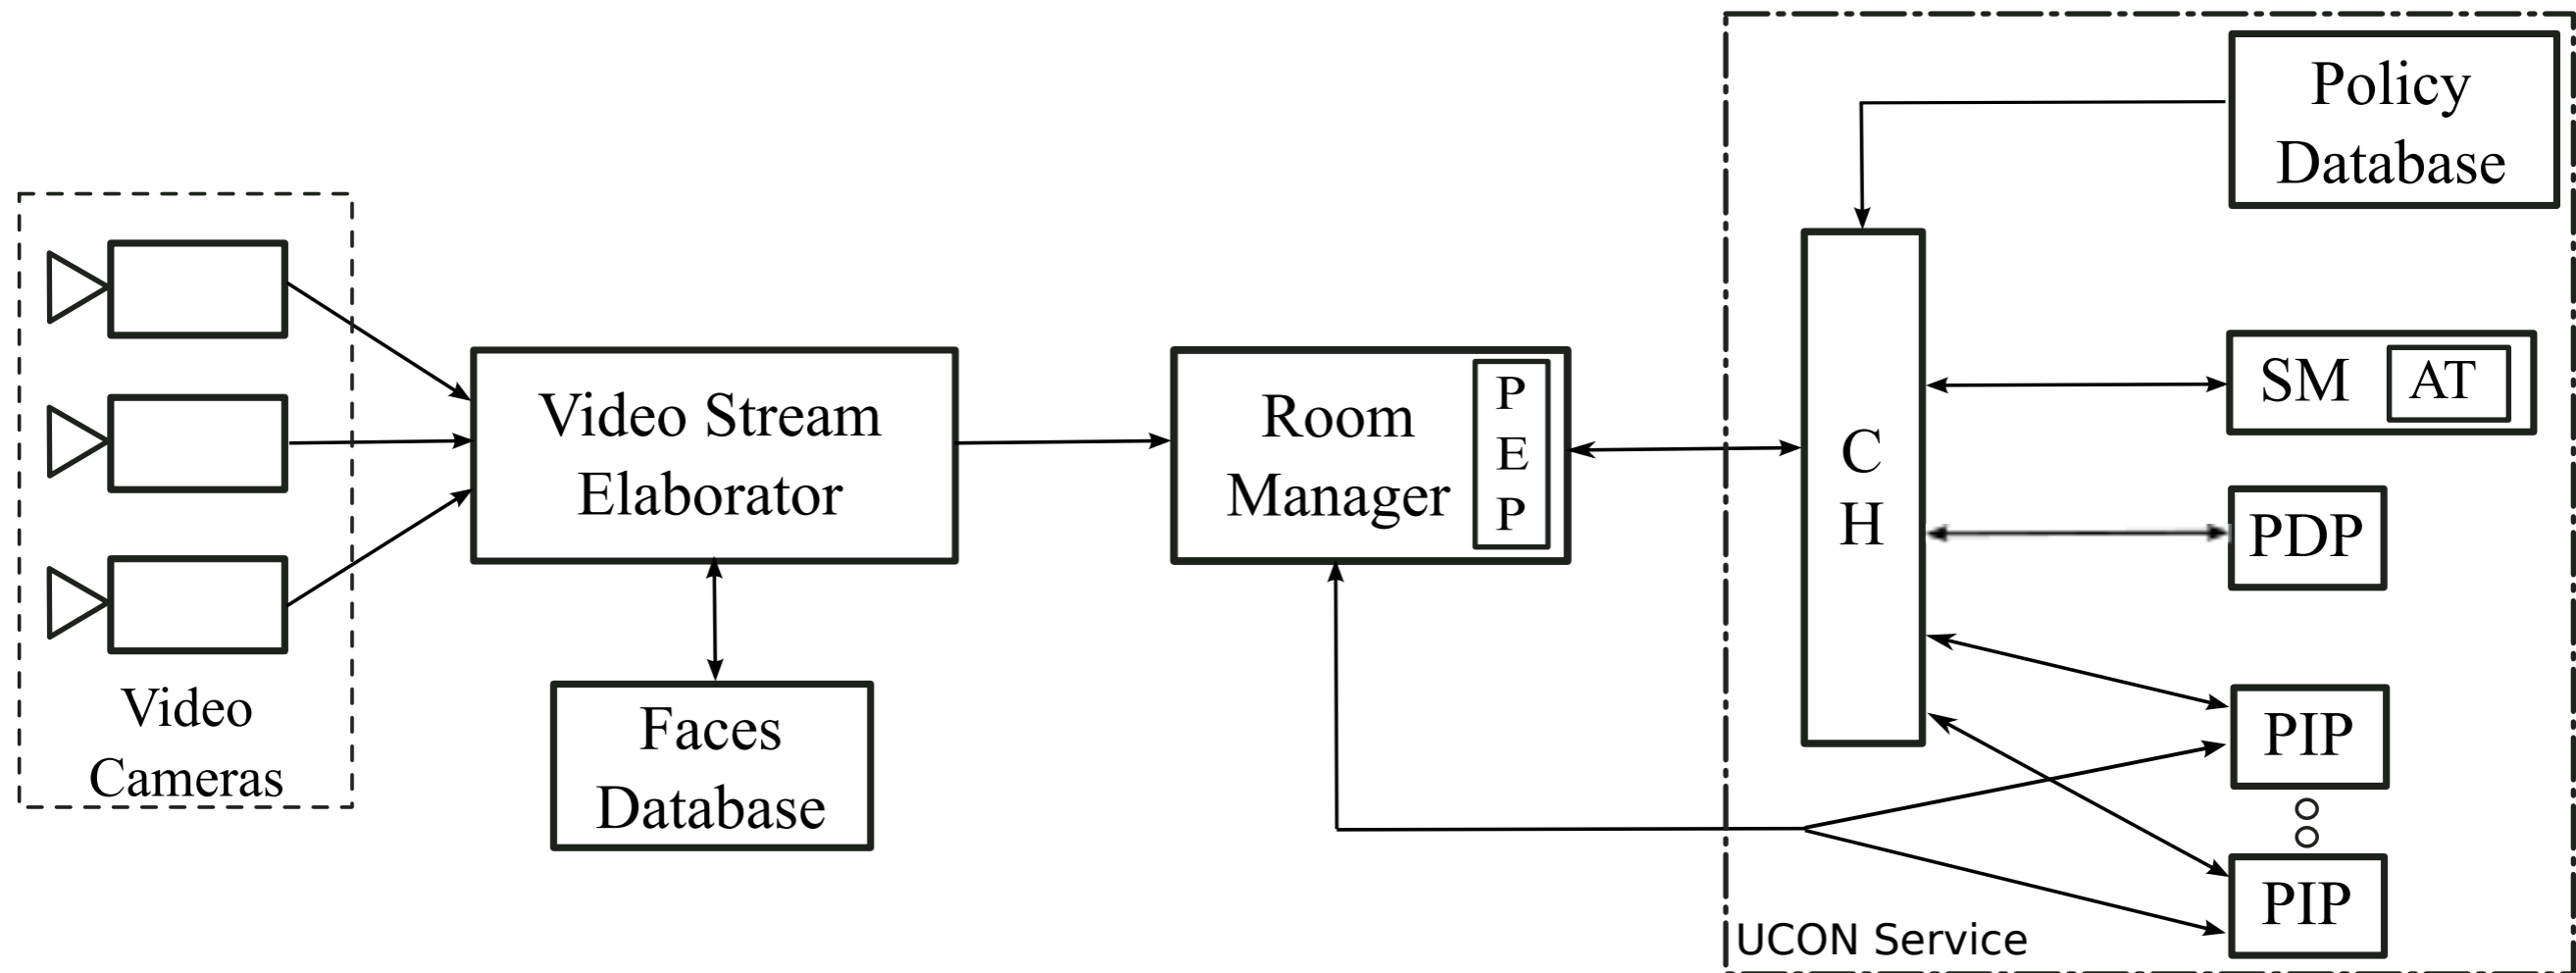 Video
Cameras
Video Stream
Elaborator
Faces
Database
Room
Manager
P
E
P
C
H
Policy
Database
SM
AT
PDP
PIP
PIP
UCON Service